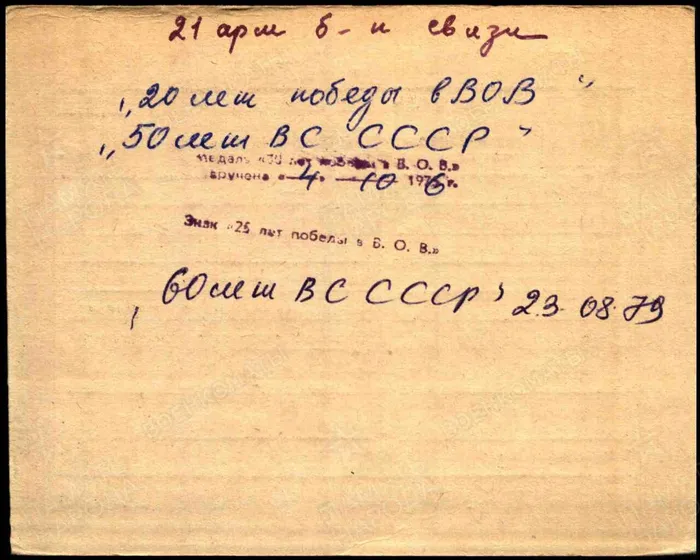 21 арм б-н связи
„20 лет победы в ВОВ"
„50 лет ВС СССР"
Медаль «30 лет победы в В. О. В.»
вручена «4» 10 1976 г.
Знак «25 лет победы в В. О. В.»
„60 лет ВС СССР" 23.08.79